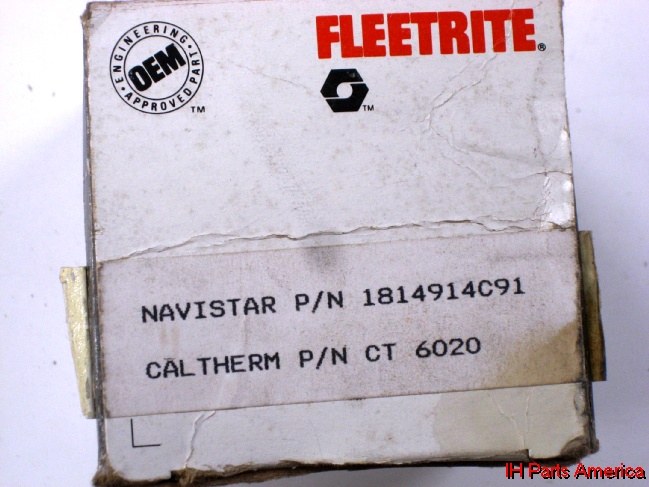 ENGINEERING
OEM
APPROVED PART
TM
FLEETRITE®
TM
NAVISTAR P/N 1814914C91
CALTHERM P/N CT 6020
IH Parts America